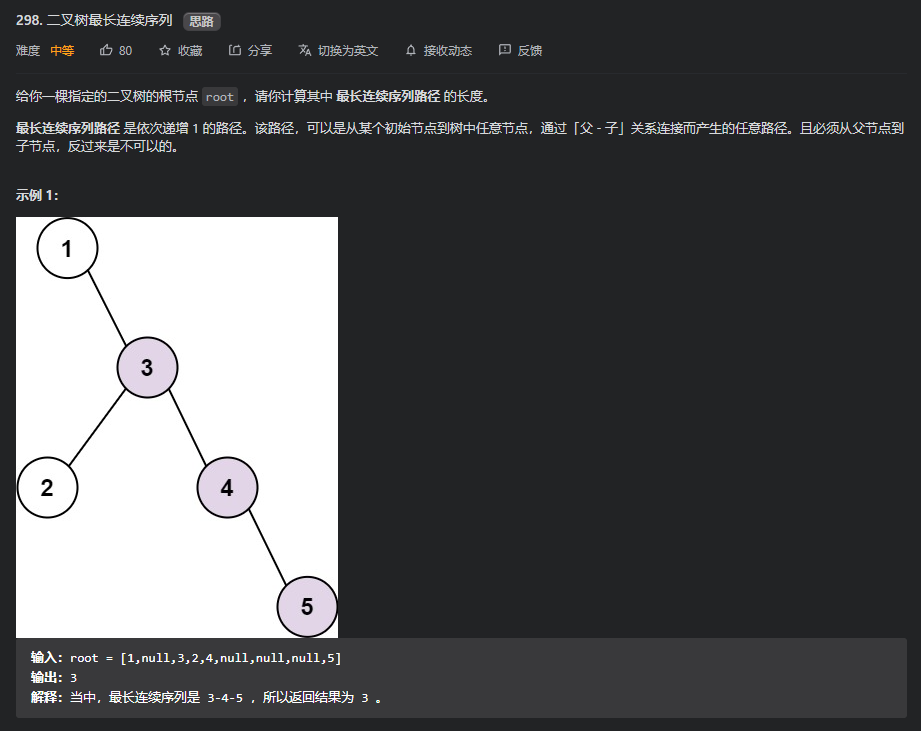 298. 二叉树最长连续序列 思路
难度 中等 80 收藏 分享 切换为英文 接收动态 反馈
给你一棵指定的二叉树的根节点 root ，请你计算其中 最长连续序列路径 的长度。
最长连续序列路径 是依次递增 1 的路径。该路径，可以是从某个初始节点到树中任意节点，通过「父 - 子」关系连接而产生的任意路径。且必须从父节点到
子节点，反过来是不可以的。
示例 1：
1
3
2 4
5
输入：root = [1,null,3,2,4,null,null,null,5]
输出：3
解释：当中，最长连续序列是 3-4-5 ，所以返回结果为 3 。